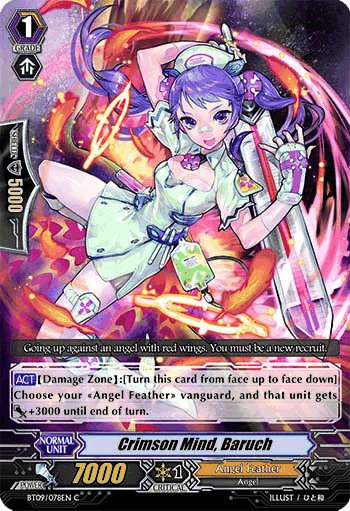 1
GRADE
SHIELD
5000
Going up against an angel with red wings. You must be a new recruit.
ACT [Damage Zone]:[Turn this card from face up to face down]
Choose your «Angel Feather» vanguard, and that unit gets
+3000 until end of turn.
NORMAL
UNIT
Crimson Mind, Baruch
POWER
7000
1
CRITICAL
Angel Feather
Angel
BT09/078EN C
ILLUST / ひと和